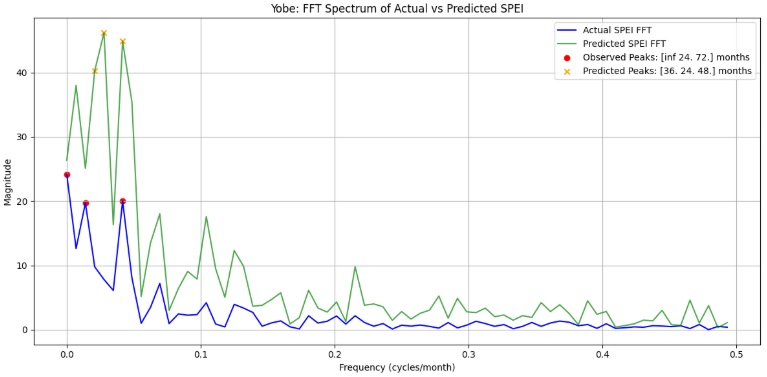 Yobe: FFT Spectrum of Actual vs Predicted SPEI
Actual SPEI FFT
Predicted SPEI FFT
Observed Peaks: [inf 24. 72.] months
Predicted Peaks: [36. 24. 48.] months
Magnitude
40
30
20
10
0
0.0 0.1 0.2 0.3 0.4 0.5
Frequency (cycles/month)